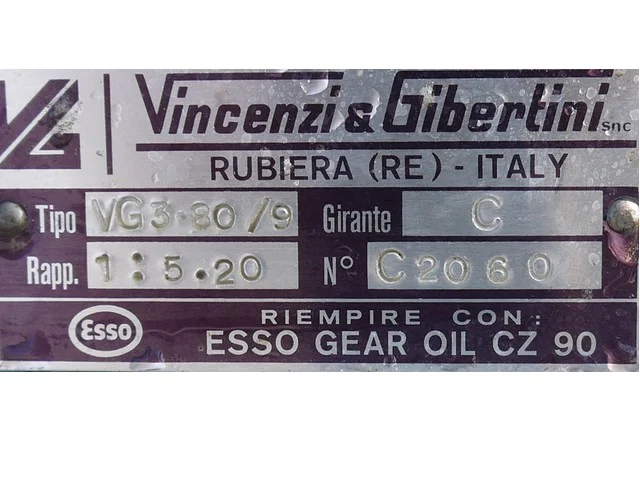 VG Vincenzi & Gibertini snc
RUBIERA (RE) - ITALY
Tipo VG3·80/9 Girante C
Rapp. 1:5.20 N° C2060
Esso RIEMPIRE CON:
ESSO GEAR OIL CZ 90